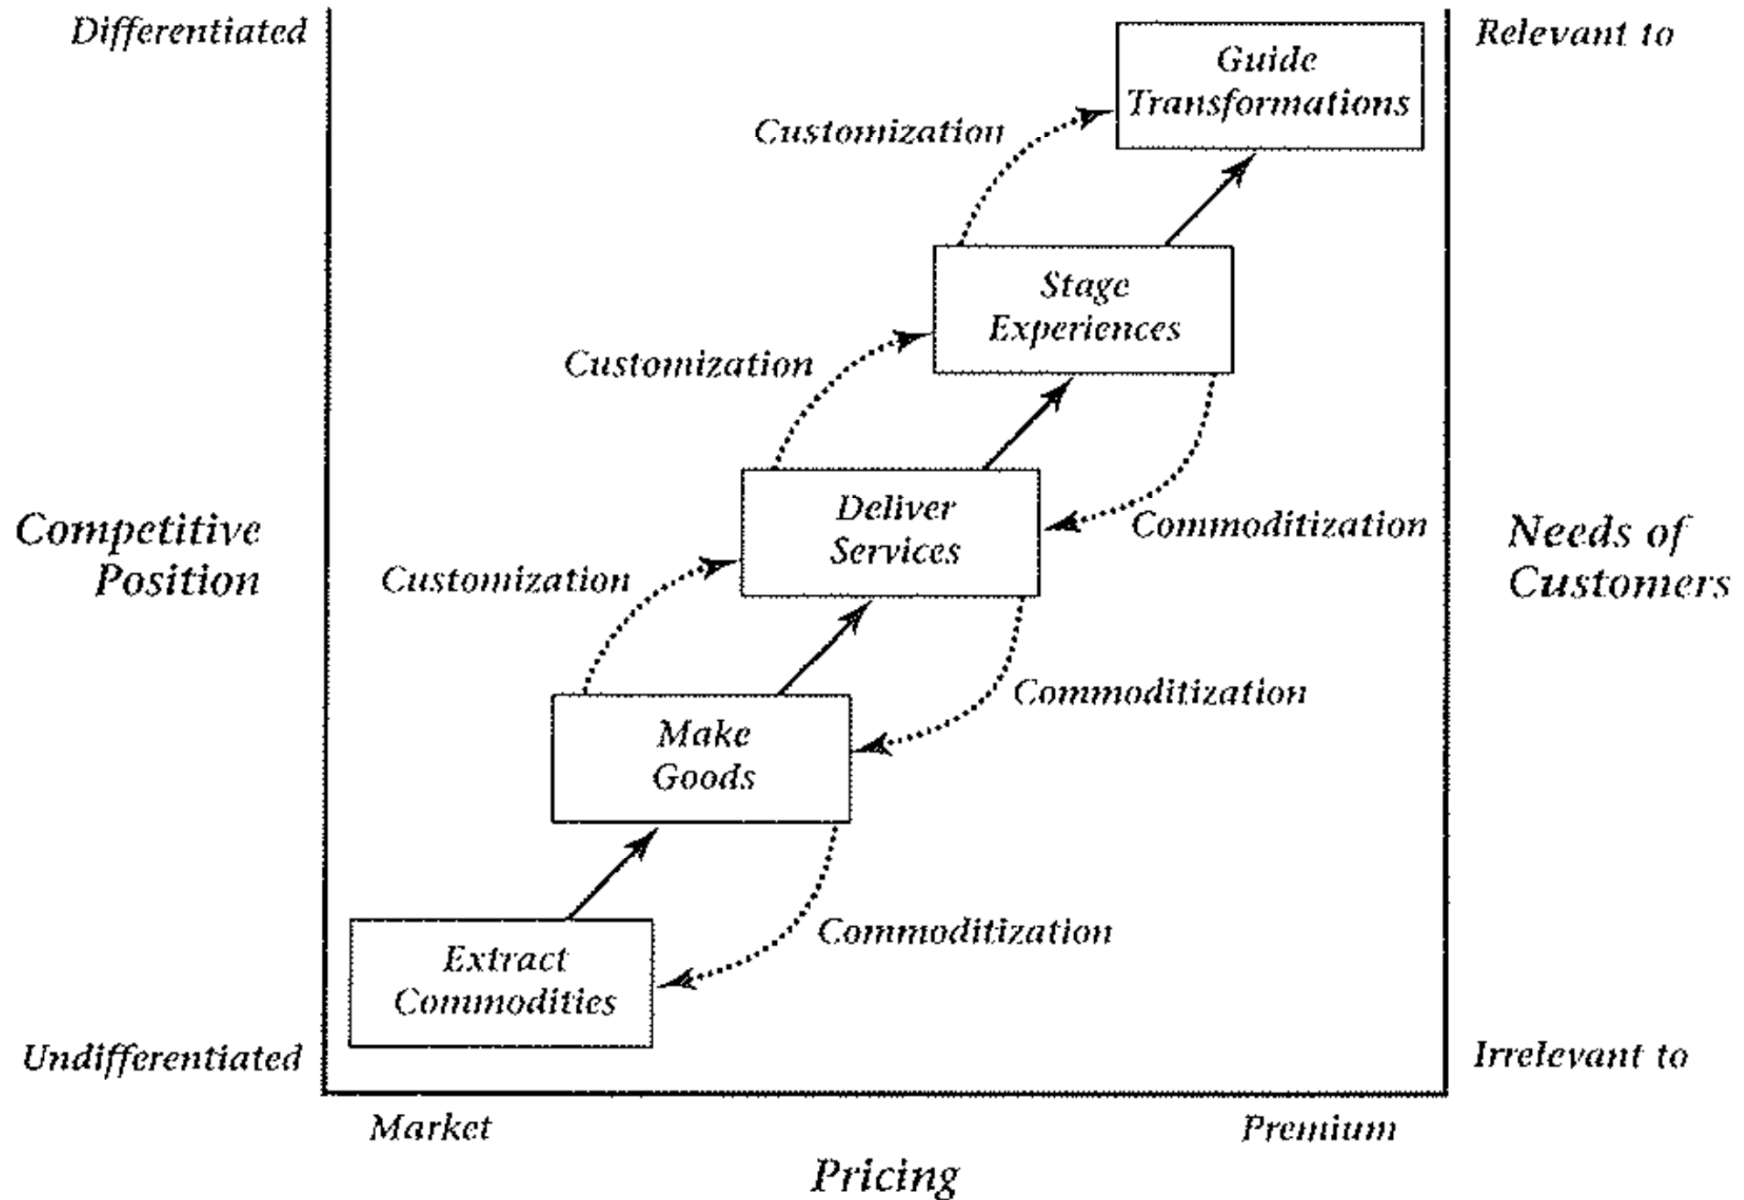 Differentiated
Relevant to
Guide
Transformations
Customization
Stage
Experiences
Customization
Deliver
Services
Commoditization
Competitive
Position
Needs of
Customers
Customization
Make
Goods
Commoditization
Extract
Commodities
Commoditization
Undifferentiated
Irrelevant to
Market
Premium
Pricing